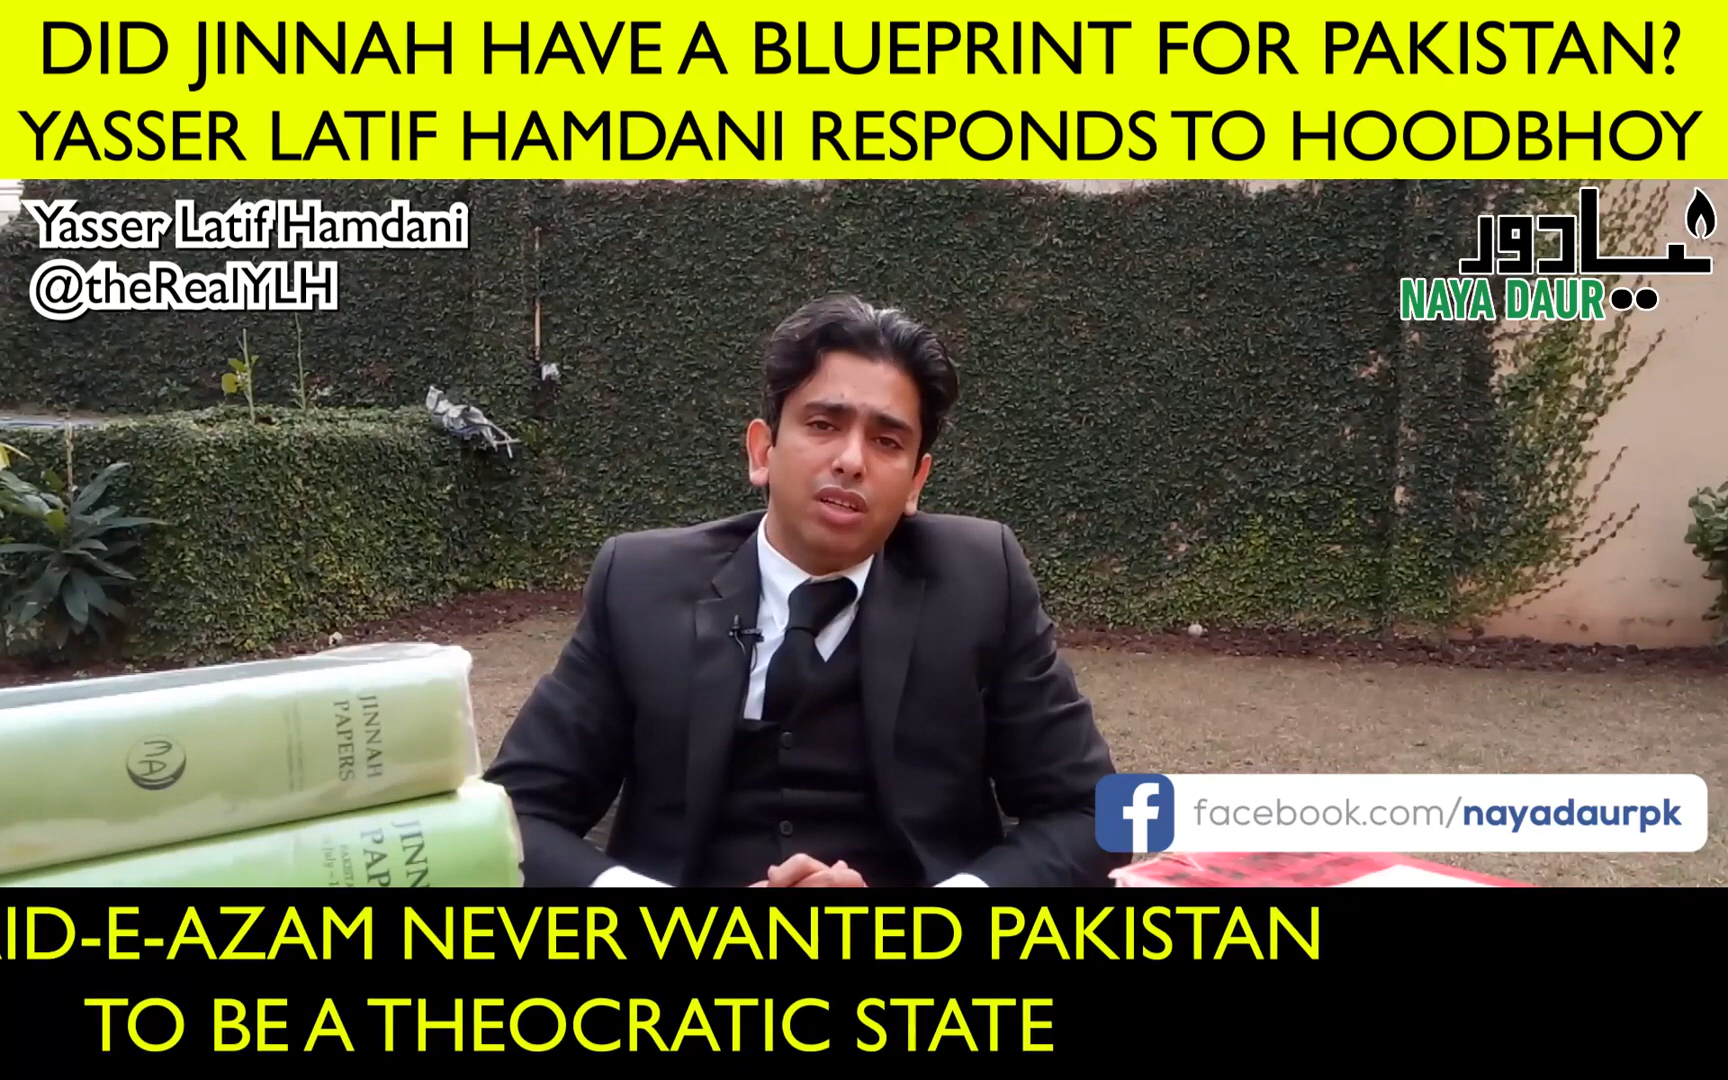 DID JINNAH HAVE A BLUEPRINT FOR PAKISTAN?
YASSER LATIF HAMDANI RESPONDS TO HOODBHOY
Yasser Latif Hamdani
@theRealYLH
نیا دور
NAYA DAUR
JINNAH
PAPERS
MAJ
facebook.com/nayadaurpk
ID-E-AZAM NEVER WANTED PAKISTAN
TO BE A THEOCRATIC STATE